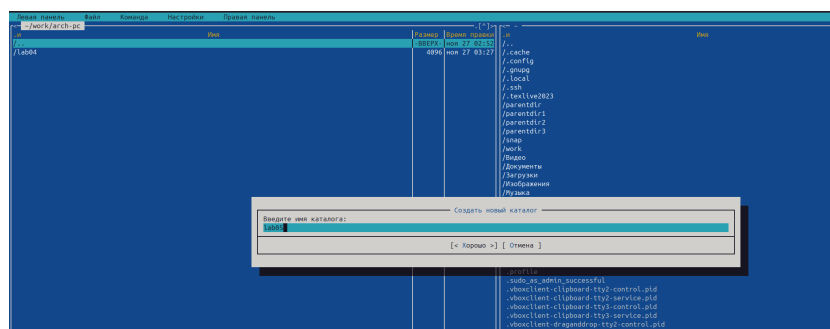 Левая панель Файл Команда Настройки Правая панель
~/work/arch-pc .[^]> ~
.и Имя Размер Время правки
/.. -ВВЕРХ- ноя 27 02:52
/lab04 4096 ноя 27 03:27
.и Имя
/..
/.cache
/.config
/.gnupg
/.local
/.ssh
/.texlive2023
/parentdir
/parentdir1
/parentdir2
/parentdir3
/snap
/work
/Видео
/Документы
/Загрузки
/Изображения
/Музыка
Создать новый каталог
Введите имя каталога:
lab05
[< Хорошо >] [ Отмена ]
.profile
.sudo_as_admin_successful
.vboxclient-clipboard-tty2-control.pid
.vboxclient-clipboard-tty2-service.pid
.vboxclient-clipboard-tty3-control.pid
.vboxclient-clipboard-tty3-service.pid
.vboxclient-draganddrop-tty2-control.pid